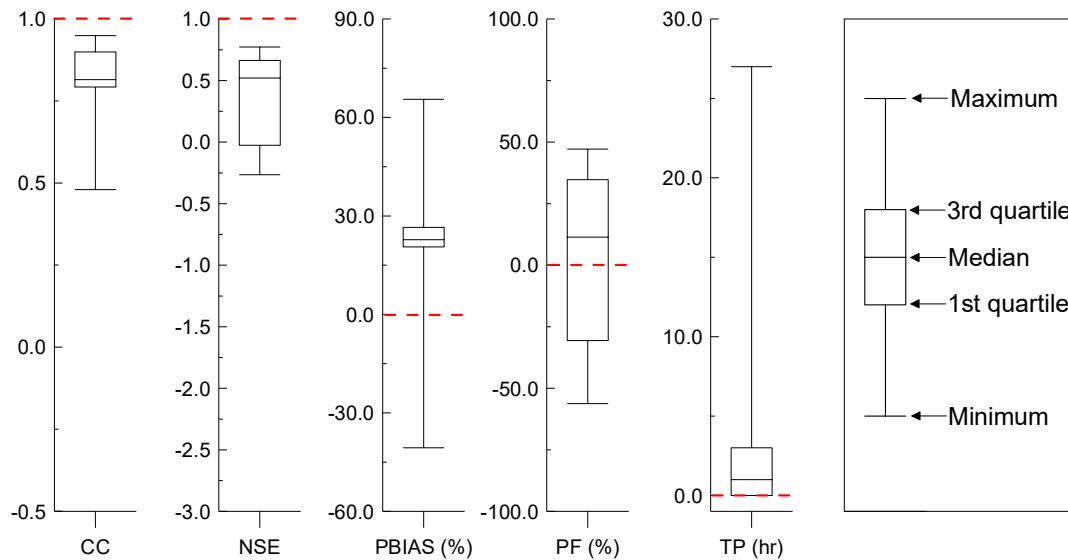 1.0
0.5
0.0
-0.5
CC
1.0
0.5
0.0
-0.5
-1.0
-1.5
-2.0
-2.5
-3.0
NSE
90.0
60.0
30.0
0.0
-30.0
-60.0
PBIAS (%)
100.0
50.0
0.0
-50.0
-100.0
PF (%)
30.0
20.0
10.0
0.0
TP (hr)
Maximum
3rd quartile
Median
1st quartile
Minimum